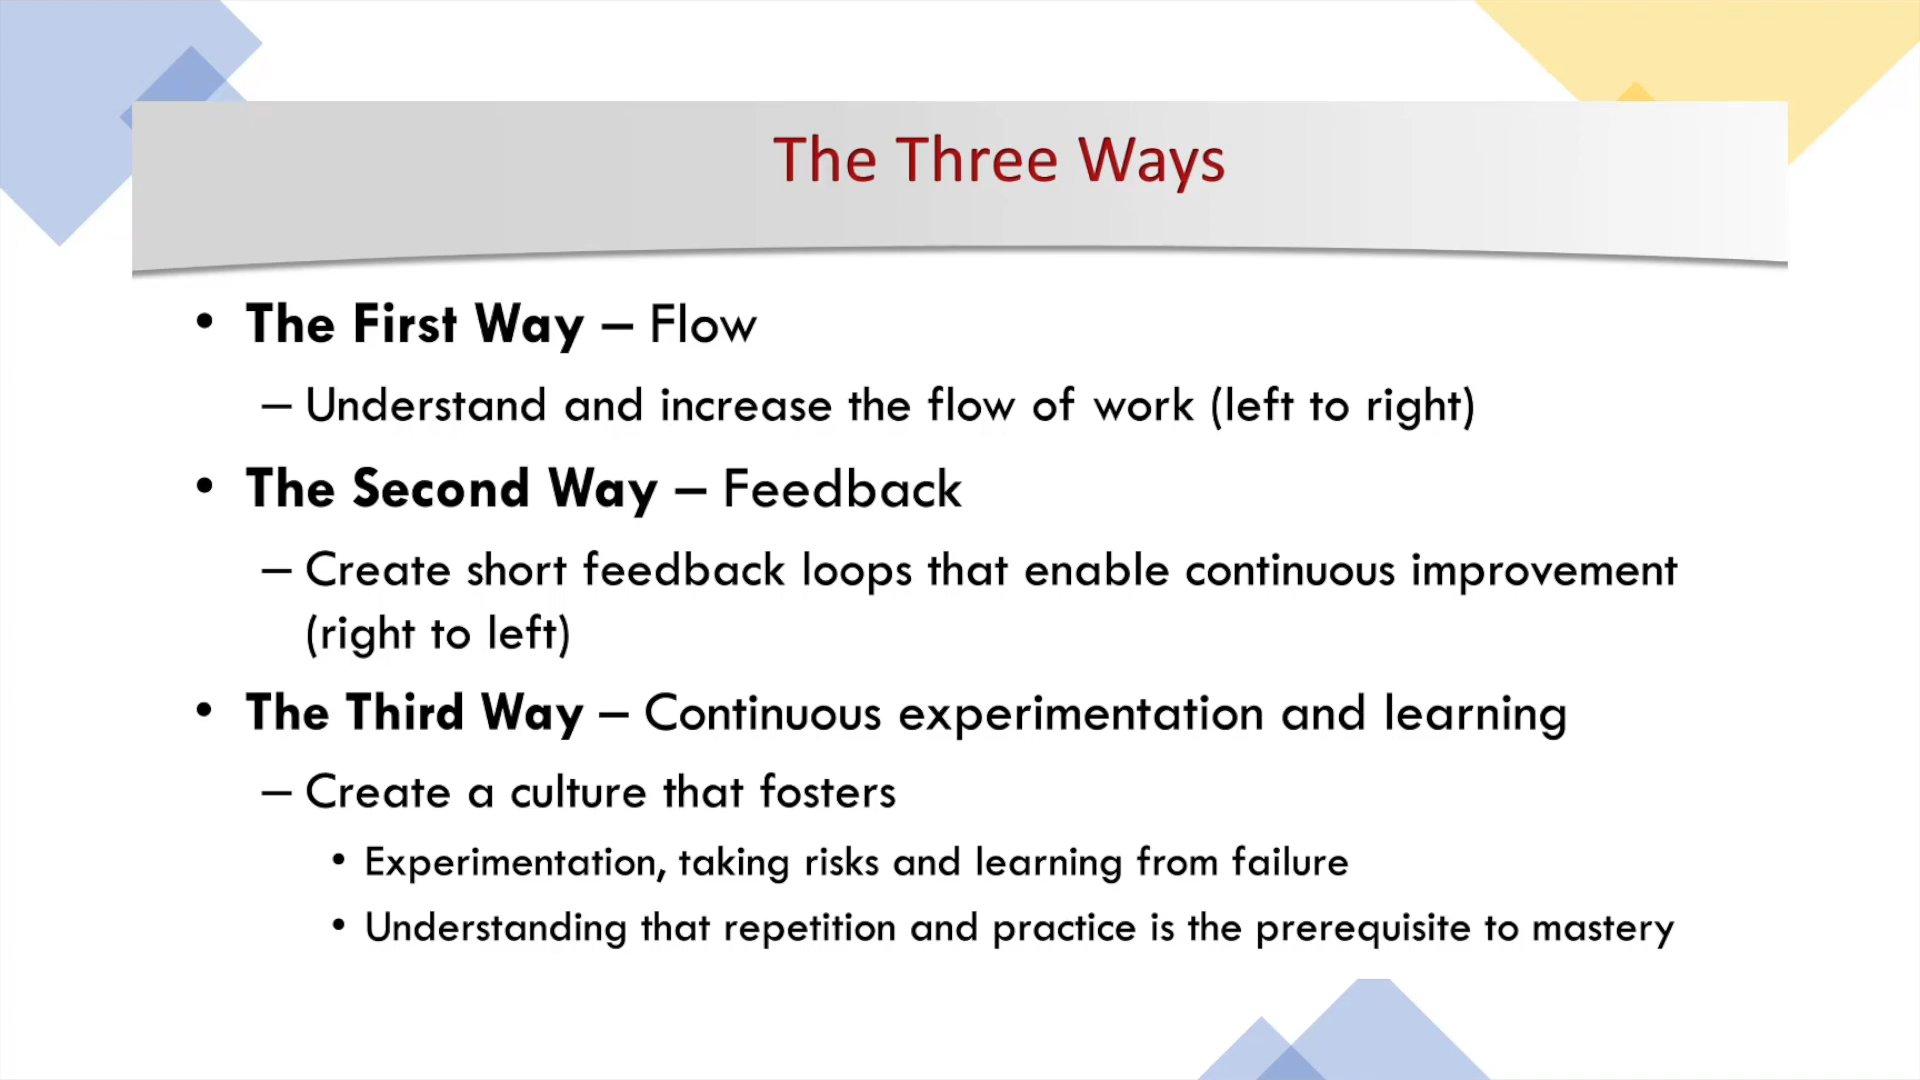 The Three Ways
• The First Way – Flow
– Understand and increase the flow of work (left to right)
• The Second Way – Feedback
– Create short feedback loops that enable continuous improvement
(right to left)
• The Third Way – Continuous experimentation and learning
– Create a culture that fosters
• Experimentation, taking risks and learning from failure
• Understanding that repetition and practice is the prerequisite to mastery